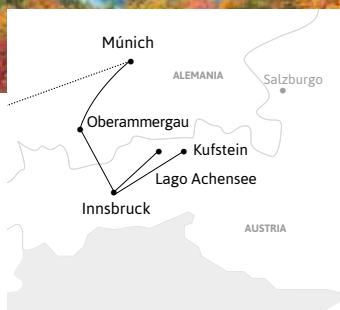 Múnich
ALEMANIA
Salzburgo
Oberammergau
Kufstein
Lago Achensee
Innsbruck
AUSTRIA